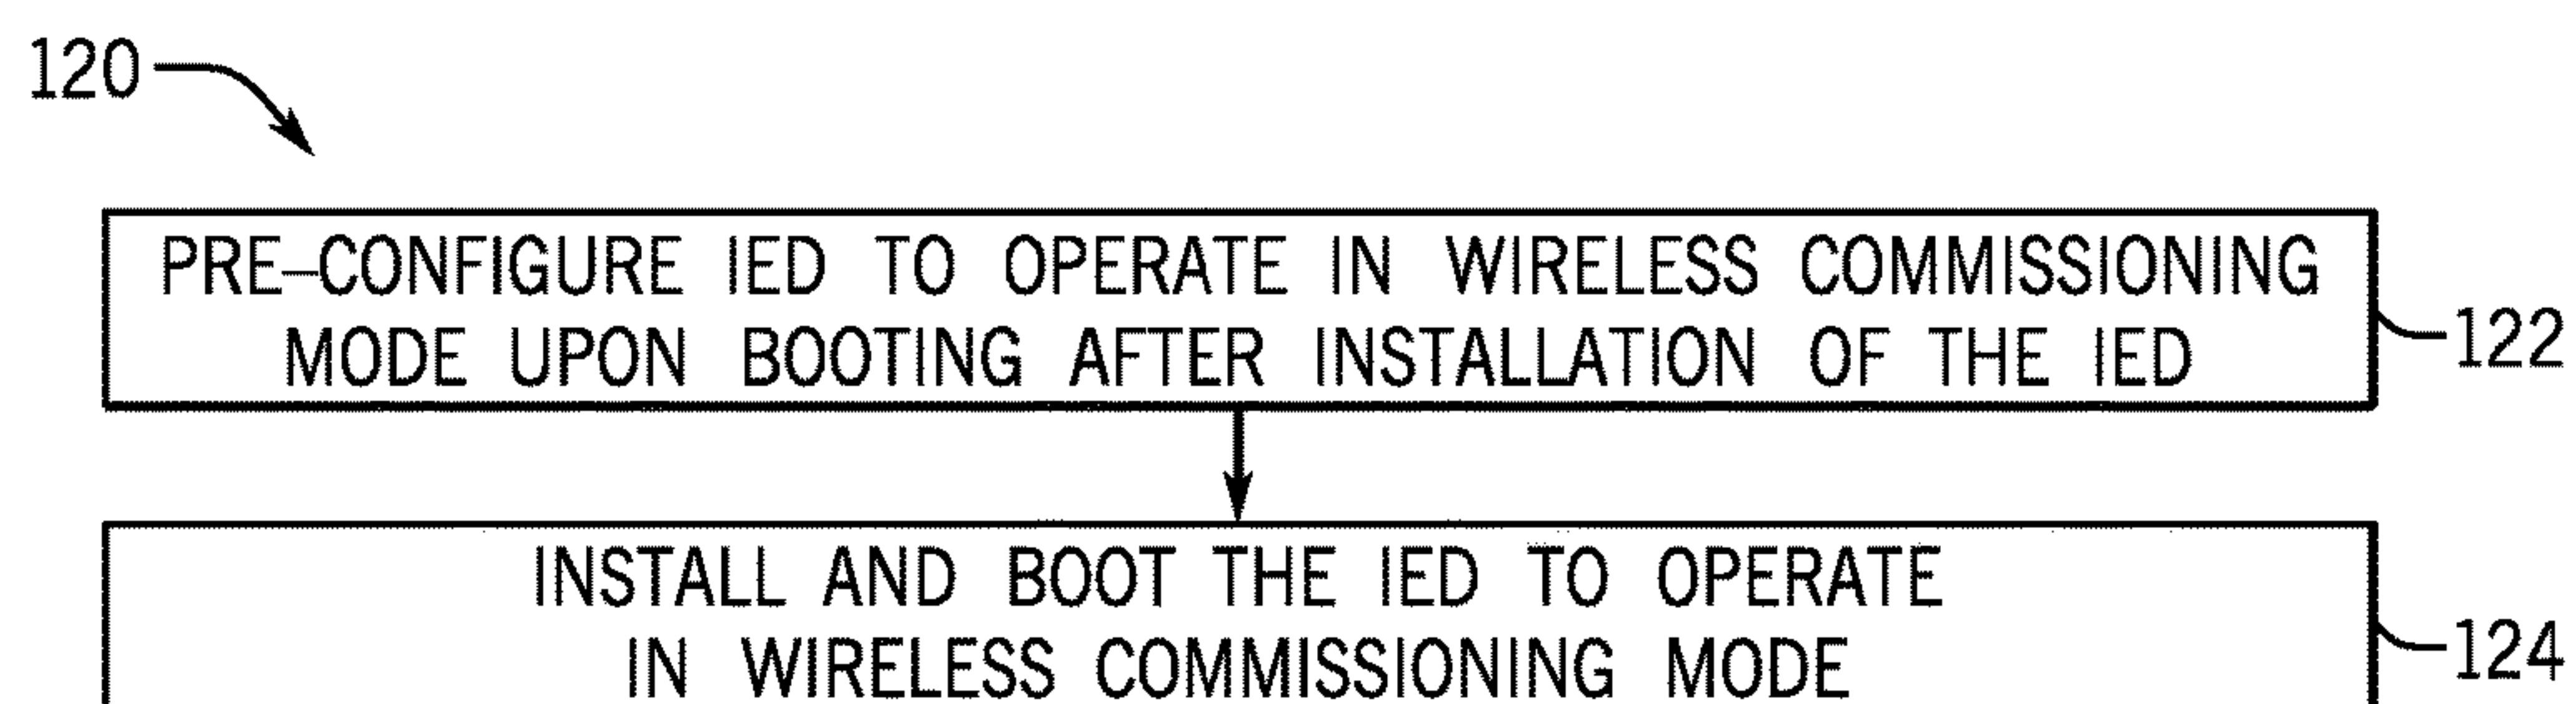 120
PRE–CONFIGURE IED TO OPERATE IN WIRELESS COMMISSIONING
MODE UPON BOOTING AFTER INSTALLATION OF THE IED
122
INSTALL AND BOOT THE IED TO OPERATE
IN WIRELESS COMMISSIONING MODE
124